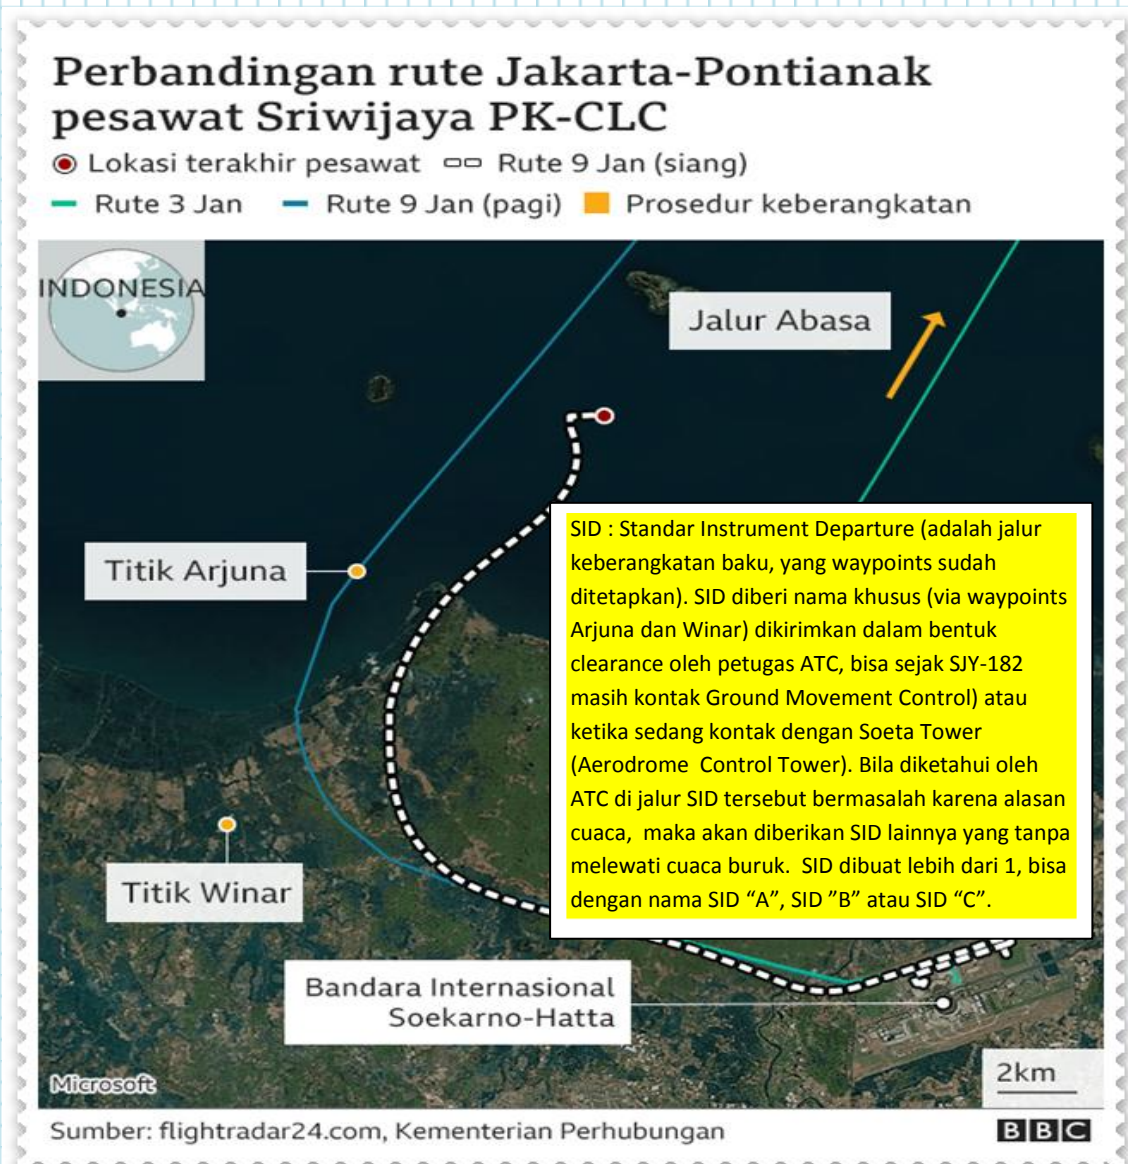 Perbandingan rute Jakarta-Pontianak
pesawat Sriwijaya PK-CLC
Lokasi terakhir pesawat Rute 9 Jan (siang)
Rute 3 Jan Rute 9 Jan (pagi) Prosedur keberangkatan
INDONESIA
Jalur Abasa
Titik Arjuna
SID : Standar Instrument Departure (adalah jalur
keberangkatan baku, yang waypoints sudah
ditetapkan). SID diberi nama khusus (via waypoints
Arjuna dan Winar) dikirimkan dalam bentuk
clearance oleh petugas ATC, bisa sejak SJY-182
masih kontak Ground Movement Control) atau
ketika sedang kontak dengan Soeta Tower
(Aerodrome Control Tower). Bila diketahui oleh
ATC di jalur SID tersebut bermasalah karena alasan
cuaca, maka akan diberikan SID lainnya yang tanpa
melewati cuaca buruk. SID dibuat lebih dari 1, bisa
dengan nama SID “A”, SID ”B” atau SID “C”.
Titik Winar
Bandara Internasional
Soekarno-Hatta
2km
Microsoft
Sumber: flightradar24.com, Kementerian Perhubungan
BBC